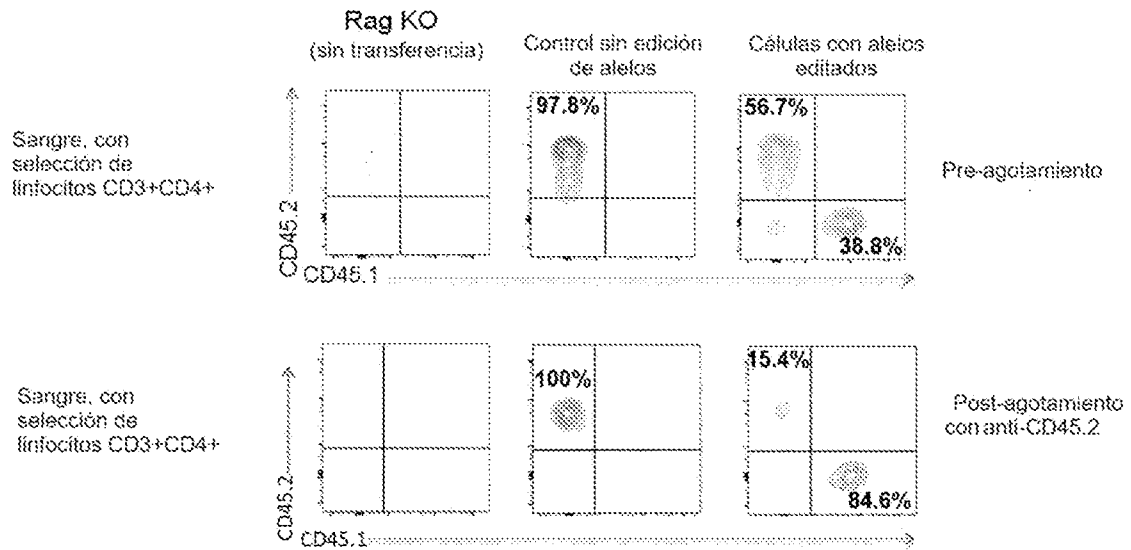 Rag KO
(sin transferencia)
Control sin edición
de alelos
Células con alelos
editados
Sangre, con
selección de
linfocitos CD3+CD4+
97.8%
56.7%
38.8%
Pre-agotamiento
CD45.2
CD45.1
Sangre, con
selección de
linfocitos CD3+CD4+
100%
15.4%
84.6%
Post-agotamiento
con anti-CD45.2
CD45.2
CD45.1